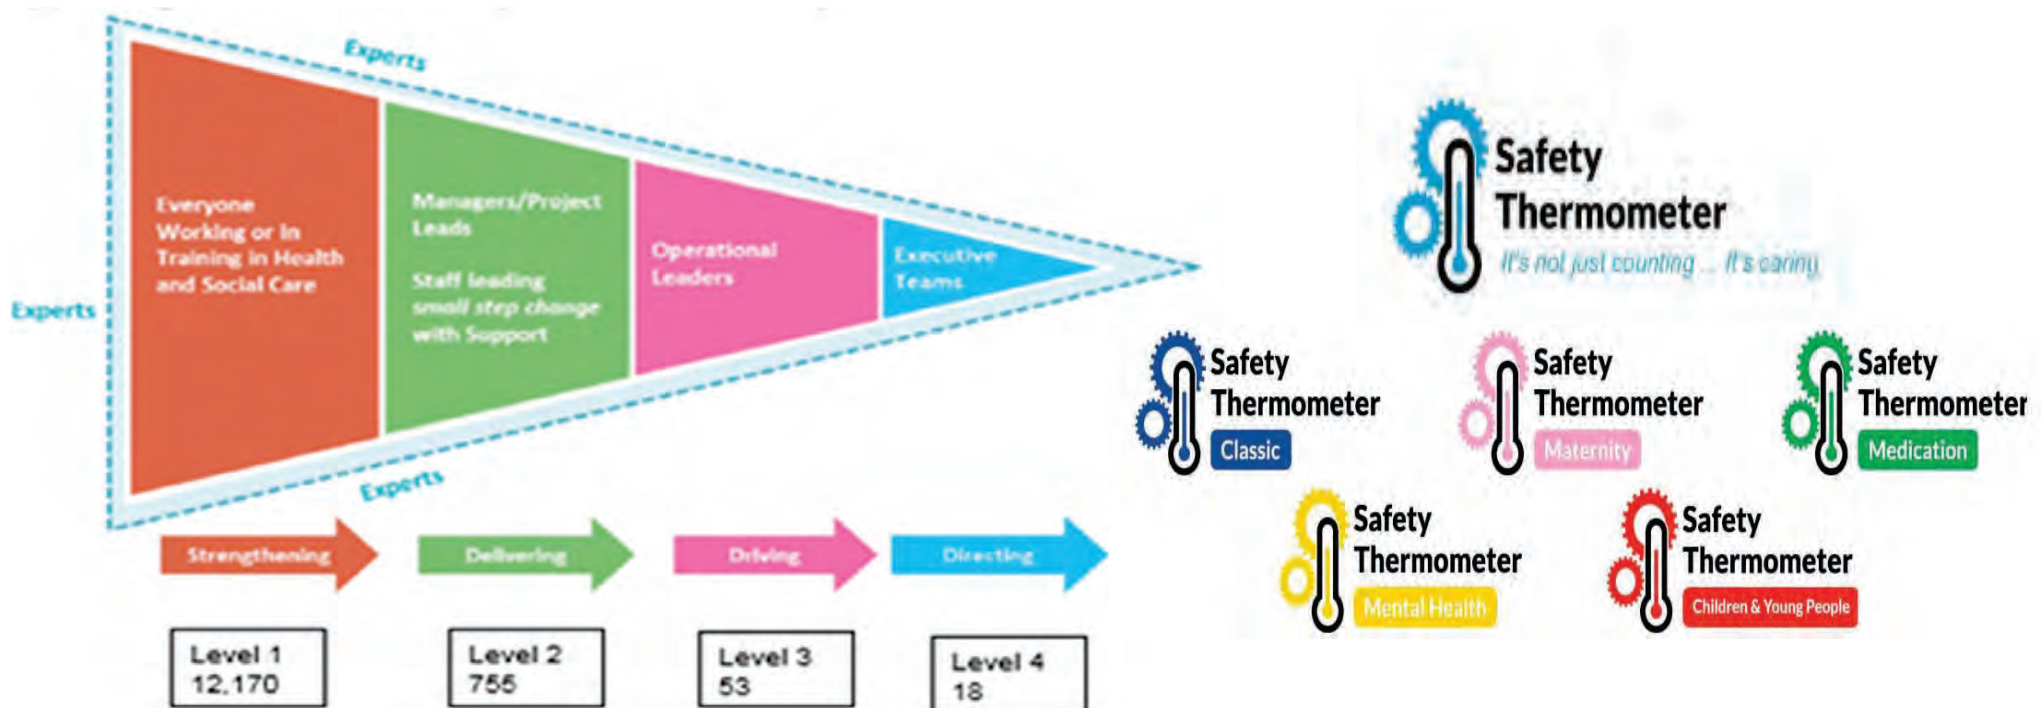 Experts
Experts
Experts
Everyone
Working or in
Training in Health
and Social Care
Managers/Project
Leads
Staff leading
small step change
with Support
Operational
Leaders
Executive
Teams
Strengthening
Delivering
Driving
Directing
Level 1
12,170
Level 2
755
Level 3
53
Level 4
18
Safety
Thermometer
It's not just counting ... It's caring
Safety
Thermometer
Classic
Safety
Thermometer
Maternity
Safety
Thermometer
Medication
Safety
Thermometer
Mental Health
Safety
Thermometer
Children & Young People